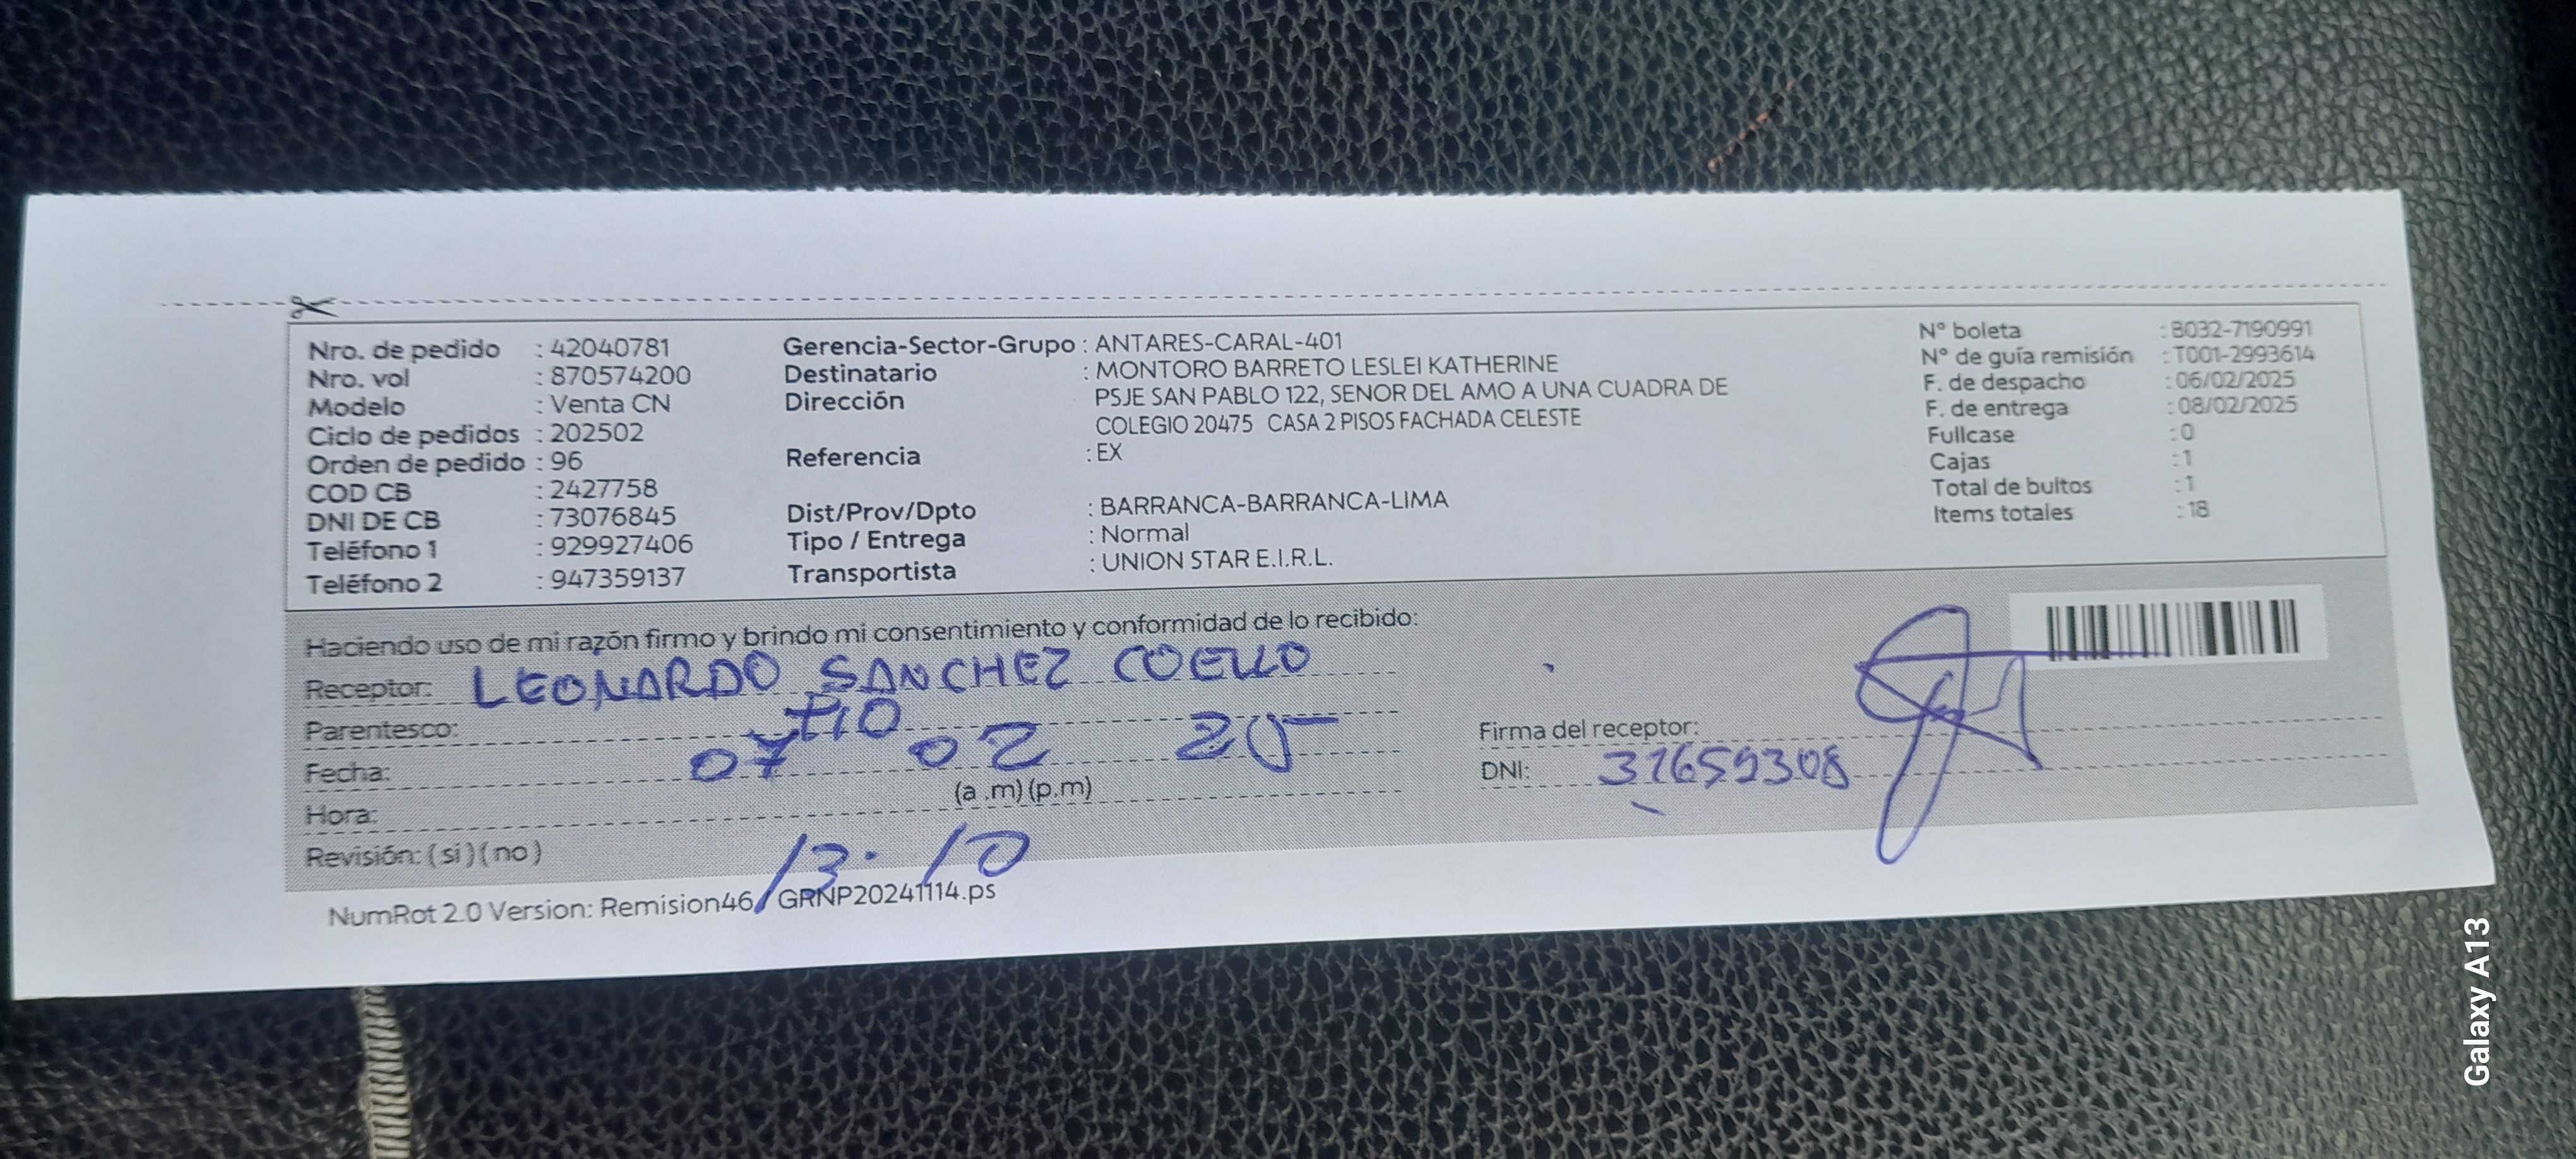 Nro. de pedido : 42040781
Nro. vol : 870574200
Modelo : Venta CN
Ciclo de pedidos : 202502
Orden de pedido : 96
COD CB : 2427758
DNI DE CB : 73076845
Teléfono 1 : 929927406
Teléfono 2 : 947359137
Gerencia-Sector-Grupo : ANTARES-CARAL-401
Destinatario : MONTORO BARRETO LESLEI KATHERINE
Dirección PSJE SAN PABLO 122, SENOR DEL AMO A UNA CUADRA DE
COLEGIO 20475 CASA 2 PISOS FACHADA CELESTE
Referencia : EX
Dist/Prov/Dpto : BARRANCA-BARRANCA-LIMA
Tipo / Entrega : Normal
Transportista : UNION STAR E.I.R.L.
N° boleta : B032-7190991
N° de guía remisión : T001-2993614
F. de despacho : 06/02/2025
F. de entrega : 08/02/2025
Fullcase : 0
Cajas : 1
Total de bultos : 1
Items totales : 18
Haciendo uso de mi razón firmo y brindo mi consentimiento y conformidad de lo recibido:
Receptor: LEONARDO SANCHEZ COELLO
Parentesco: TIO
Fecha: 07 02 25
Hora: (a .m) (p.m)
Revisión: ( si ) ( no ) 13. 10
Firma del receptor:
DNI: 31659308
NumRot 2.0 Version: Remision46 GRNP20241114.ps
Galaxy A13